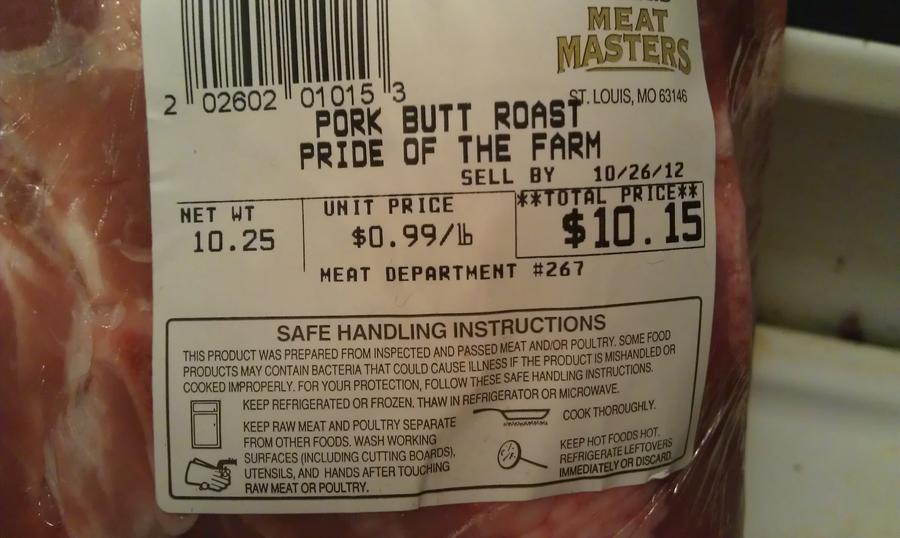 MEAT
MASTERS
ST. LOUIS, MO 63146
2 02602 01015 3
PORK BUTT ROAST
PRIDE OF THE FARM
SELL BY 10/26/12
NET WT
10.25
UNIT PRICE
$0.99/lb
**TOTAL PRICE**
$10.15
MEAT DEPARTMENT #267
SAFE HANDLING INSTRUCTIONS
THIS PRODUCT WAS PREPARED FROM INSPECTED AND PASSED MEAT AND/OR POULTRY. SOME FOOD
PRODUCTS MAY CONTAIN BACTERIA THAT COULD CAUSE ILLNESS IF THE PRODUCT IS MISHANDLED OR
COOKED IMPROPERLY. FOR YOUR PROTECTION, FOLLOW THESE SAFE HANDLING INSTRUCTIONS.
KEEP REFRIGERATED OR FROZEN. THAW IN REFRIGERATOR OR MICROWAVE.
KEEP RAW MEAT AND POULTRY SEPARATE
FROM OTHER FOODS. WASH WORKING
SURFACES (INCLUDING CUTTING BOARDS),
UTENSILS, AND HANDS AFTER TOUCHING
RAW MEAT OR POULTRY.
COOK THOROUGHLY.
KEEP HOT FOODS HOT.
REFRIGERATE LEFTOVERS
IMMEDIATELY OR DISCARD.